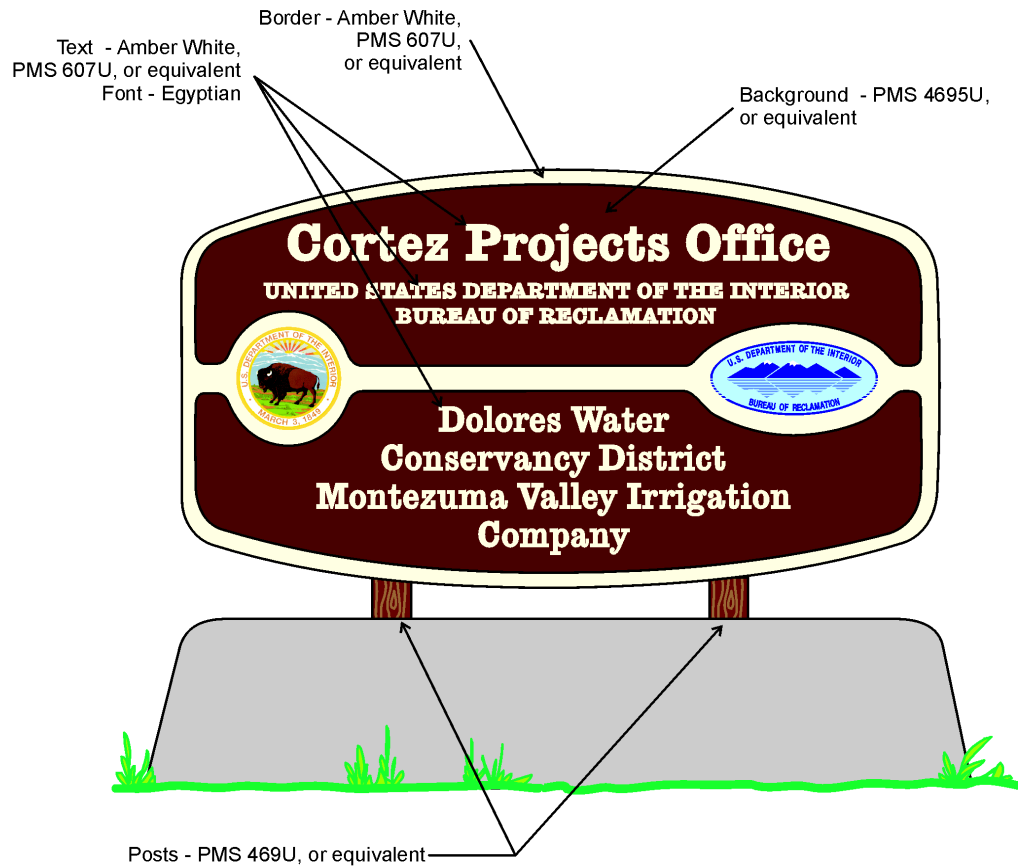 Border - Amber White,
PMS 607U,
or equivalent
Text - Amber White,
PMS 607U, or equivalent
Font - Egyptian
Background - PMS 4695U,
or equivalent
Cortez Projects Office
UNITED STATES DEPARTMENT OF THE INTERIOR
BUREAU OF RECLAMATION
U.S. DEPARTMENT OF THE INTERIOR
MARCH 3, 1849
U.S. DEPARTMENT OF THE INTERIOR
BUREAU OF RECLAMATION
Dolores Water
Conservancy District
Montezuma Valley Irrigation
Company
Posts - PMS 469U, or equivalent